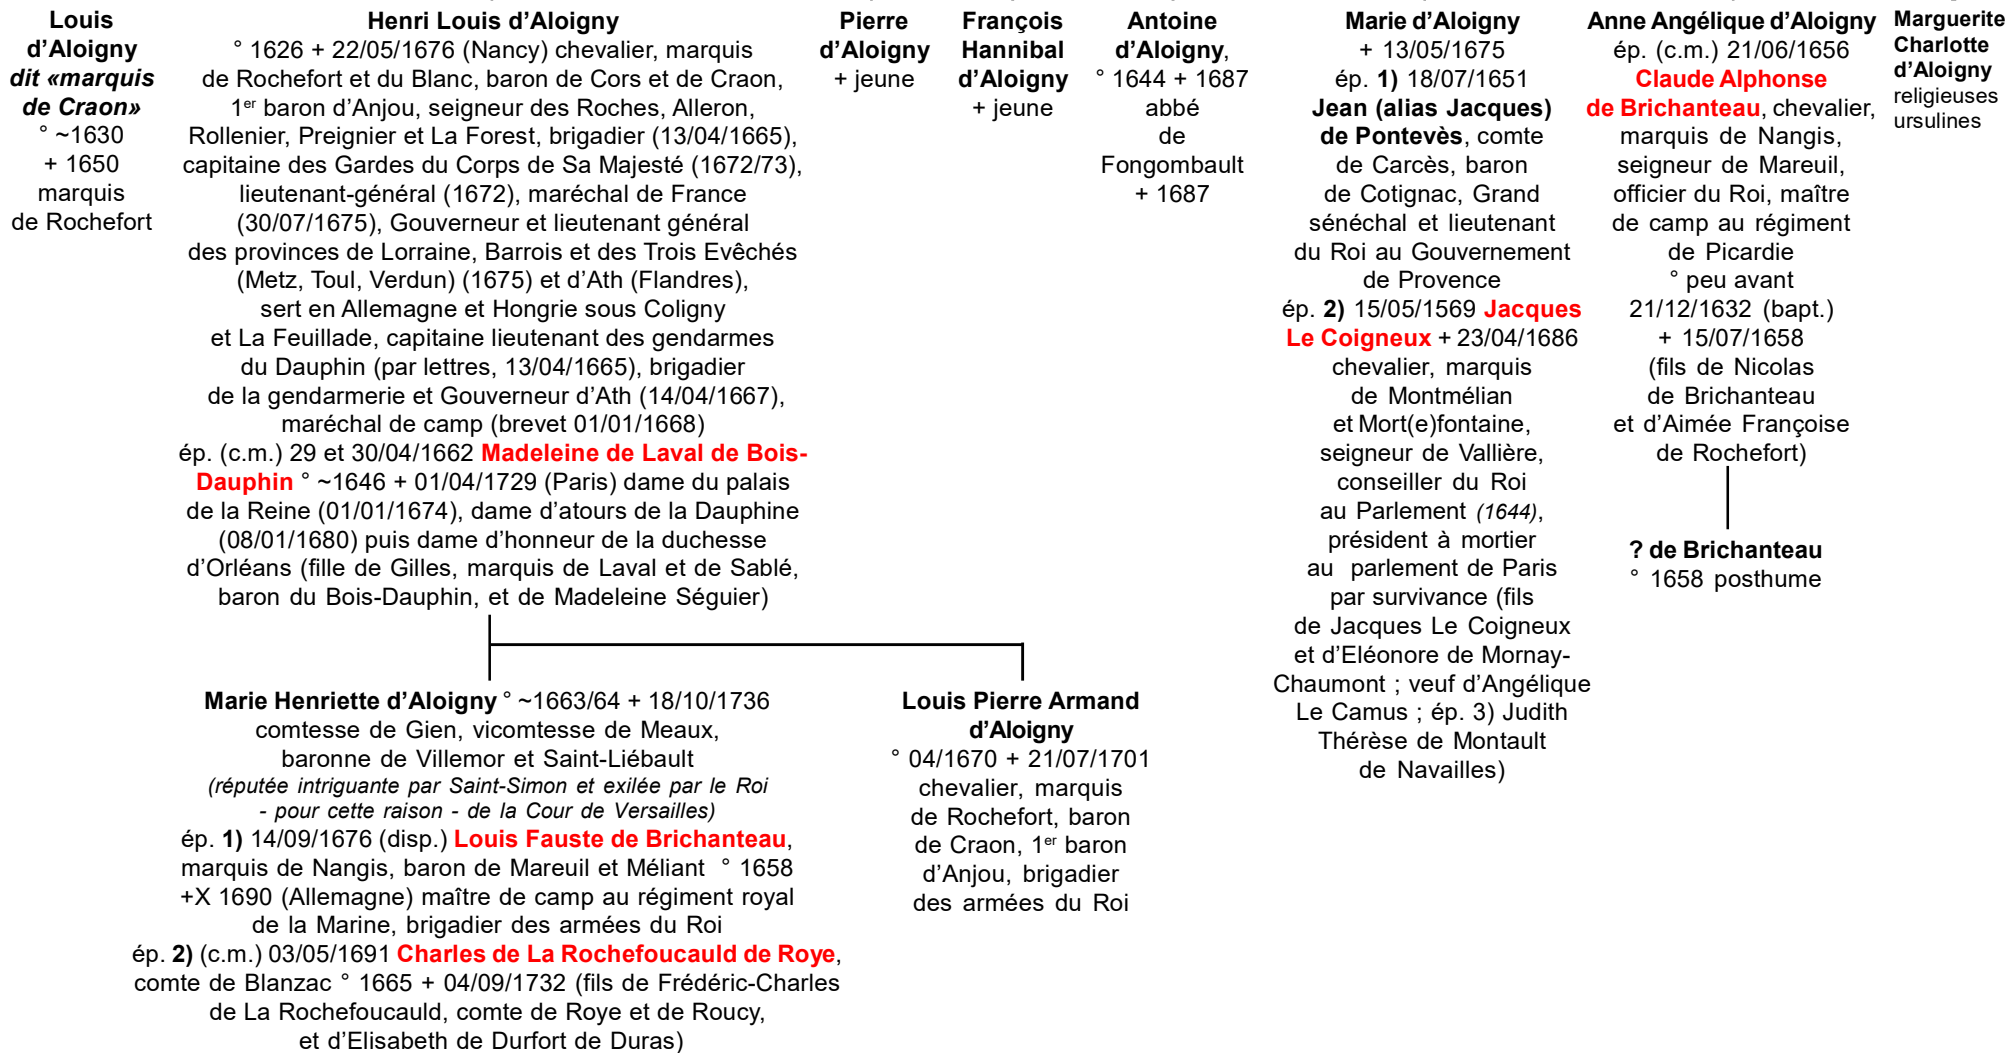 Louis
d’Aloigny
dit «marquis
de Craon»
° ~1630
+ 1650
marquis
de Rochefort
Henri Louis d’Aloigny
° 1626 + 22/05/1676 (Nancy) chevalier, marquis
de Rochefort et du Blanc, baron de Cors et de Craon,
1er baron d’Anjou, seigneur des Roches, Alleron,
Rollenier, Preignier et La Forest, brigadier (13/04/1665),
capitaine des Gardes du Corps de Sa Majesté (1672/73),
lieutenant-général (1672), maréchal de France
(30/07/1675), Gouverneur et lieutenant général
des provinces de Lorraine, Barrois et des Trois Evêchés
(Metz, Toul, Verdun) (1675) et d’Ath (Flandres),
sert en Allemagne et Hongrie sous Coligny
et La Feuillade, capitaine lieutenant des gendarmes
du Dauphin (par lettres, 13/04/1665), brigadier
de la gendarmerie et Gouverneur d’Ath (14/04/1667),
maréchal de camp (brevet 01/01/1668)
ép. (c.m.) 29 et 30/04/1662 Madeleine de Laval de Bois-
Dauphin ° ~1646 + 01/04/1729 (Paris) dame du palais
de la Reine (01/01/1674), dame d’atours de la Dauphine
(08/01/1680) puis dame d’honneur de la duchesse
d’Orléans (fille de Gilles, marquis de Laval et de Sablé,
baron du Bois-Dauphin, et de Madeleine Séguier)
Pierre
d’Aloigny
+ jeune
François
Hannibal
d’Aloigny
+ jeune
Antoine
d’Aloigny,
° 1644 + 1687
abbé
de
Fongombault
+ 1687
Marie d’Aloigny
+ 13/05/1675
ép. 1) 18/07/1651
Jean (alias Jacques)
de Pontevès, comte
de Carcès, baron
de Cotignac, Grand
sénéchal et lieutenant
du Roi au Gouvernement
de Provence
ép. 2) 15/05/1569 Jacques
Le Coigneux + 23/04/1686
chevalier, marquis
de Montmélian
et Mort(e)fontaine,
seigneur de Vallière,
conseiller du Roi
au Parlement (1644),
président à mortier
au parlement de Paris
par survivance (fils
de Jacques Le Coigneux
et d’Eléonore de Mornay-
Chaumont ; veuf d’Angélique
Le Camus ; ép. 3) Judith
Thérèse de Montault
de Navailles)
Anne Angélique d’Aloigny
ép. (c.m.) 21/06/1656
Claude Alphonse
de Brichanteau, chevalier,
marquis de Nangis,
seigneur de Mareuil,
officier du Roi, maître
de camp au régiment
de Picardie
° peu avant
21/12/1632 (bapt.)
+ 15/07/1658
(fils de Nicolas
de Brichanteau
et d’Aimée Françoise
de Rochefort)
? de Brichanteau
° 1658 posthume
Marguerite
Charlotte
d’Aloigny
religieuses
ursulines
Marie Henriette d’Aloigny ° ~1663/64 + 18/10/1736
comtesse de Gien, vicomtesse de Meaux,
baronne de Villemor et Saint-Liébault
(réputée intriguante par Saint-Simon et exilée par le Roi
- pour cette raison - de la Cour de Versailles)
ép. 1) 14/09/1676 (disp.) Louis Fauste de Brichanteau,
marquis de Nangis, baron de Mareuil et Méliant ° 1658
+X 1690 (Allemagne) maître de camp au régiment royal
de la Marine, brigadier des armées du Roi
ép. 2) (c.m.) 03/05/1691 Charles de La Rochefoucauld de Roye,
comte de Blanzac ° 1665 + 04/09/1732 (fils de Frédéric-Charles
de La Rochefoucauld, comte de Roye et de Roucy,
et d’Elisabeth de Durfort de Duras)
Louis Pierre Armand
d’Aloigny
° 04/1670 + 21/07/1701
chevalier, marquis
de Rochefort, baron
de Craon, 1er baron
d’Anjou, brigadier
des armées du Roi